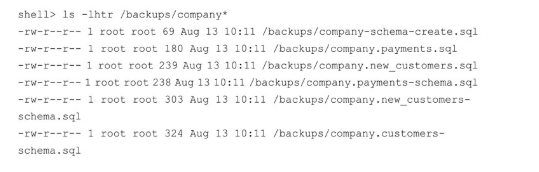 shell> ls -lhtr /backups/company*
-rw-r--r-- 1 root root 69 Aug 13 10:11 /backups/company-schema-create.sql
-rw-r--r-- 1 root root 180 Aug 13 10:11 /backups/company.payments.sql
-rw-r--r-- 1 root root 239 Aug 13 10:11 /backups/company.new_customers.sql
-rw-r--r-- 1 root root 238 Aug 13 10:11 /backups/company.payments-schema.sql
-rw-r--r-- 1 root root 303 Aug 13 10:11 /backups/company.new_customers-
schema.sql
-rw-r--r-- 1 root root 324 Aug 13 10:11 /backups/company.customers-
schema.sql